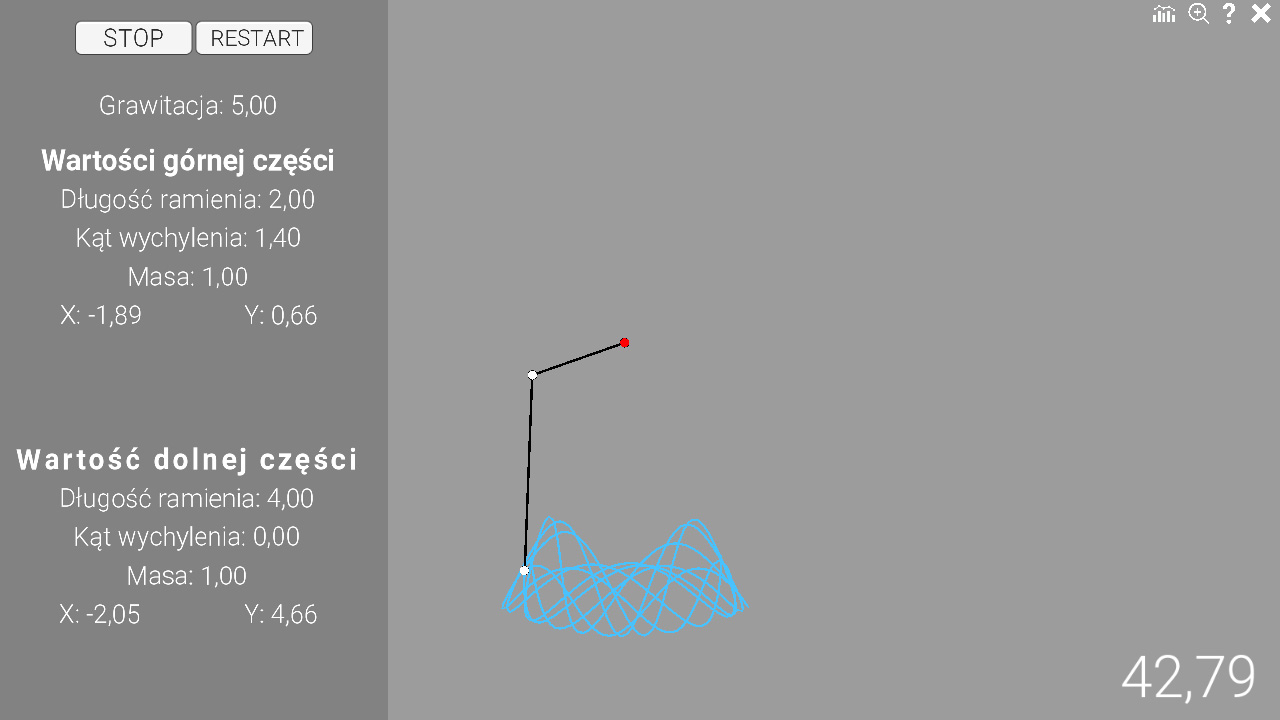 STOP RESTART
Grawitacja: 5,00
Wartości górnej części
Długość ramienia: 2,00
Kąt wychylenia: 1,40
Masa: 1,00
X: -1,89 Y: 0,66
Wartość dolnej części
Długość ramienia: 4,00
Kąt wychylenia: 0,00
Masa: 1,00
X: -2,05 Y: 4,66
?
42,79